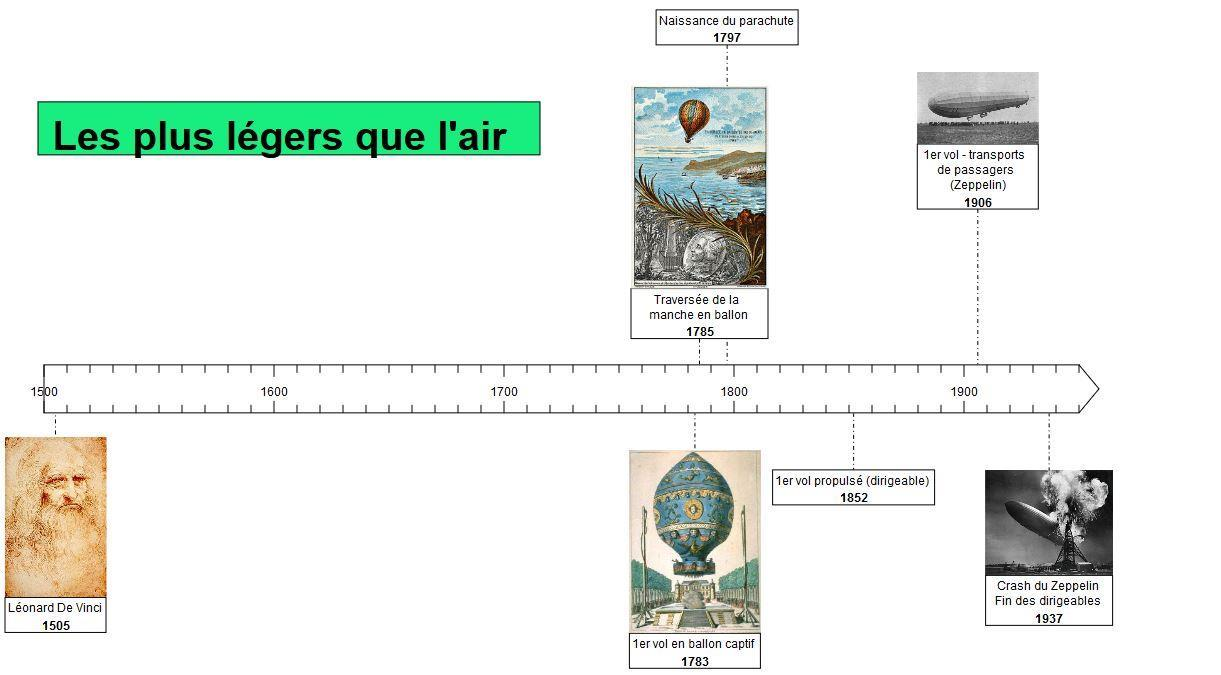 Naissance du parachute
1797
Les plus légers que l'air
1er vol - transports
de passagers
(Zeppelin)
1906
Traversée de la
manche en ballon
1785
1500
1600
1700
1800
1900
Léonard De Vinci
1505
1er vol en ballon captif
1783
1er vol propulsé (dirigeable)
1852
Crash du Zeppelin
Fin des dirigeables
1937